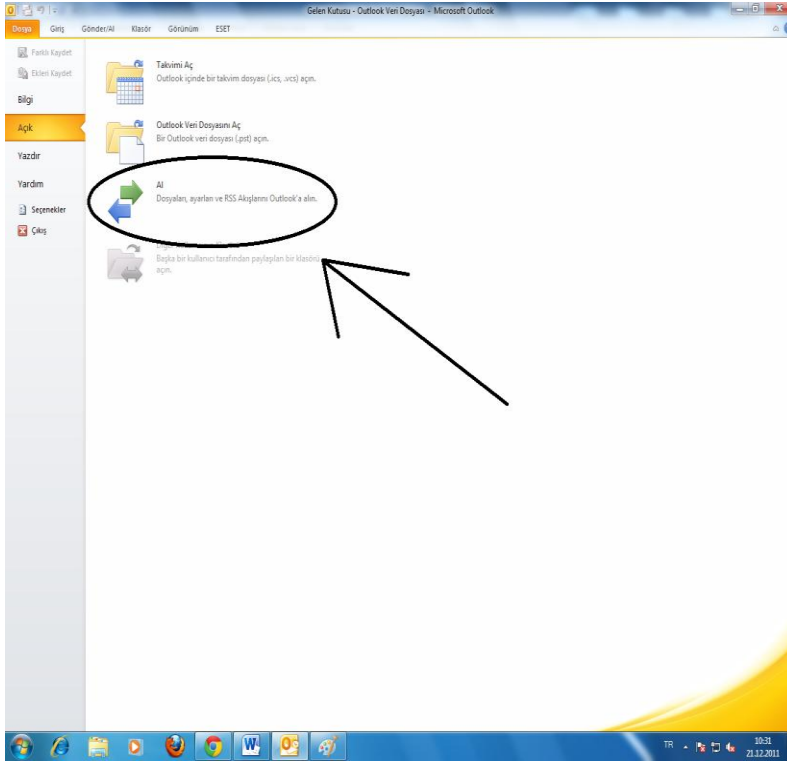 Gelen Kutusu - Outlook Veri Dosyası - Microsoft Outlook
Dosya Giriş Gönder/Al Klasör Görünüm ESET
Farklı Kaydet
Ekleri Kaydet
Bilgi
Açık
Yazdır
Yardım
Seçenekler
Çıkış
Takvimi Aç
Outlook içinde bir takvim dosyası (.ics, .vcs) açın.
Outlook Veri Dosyasını Aç
Bir Outlook veri dosyası (.pst) açın.
Al
Dosyaları, ayarları ve RSS Akışlarını Outlook'a alın.
Başka bir kullanıcı tarafından paylaşılan bir klasörü
açın.
TR
10:31
21.12.2011